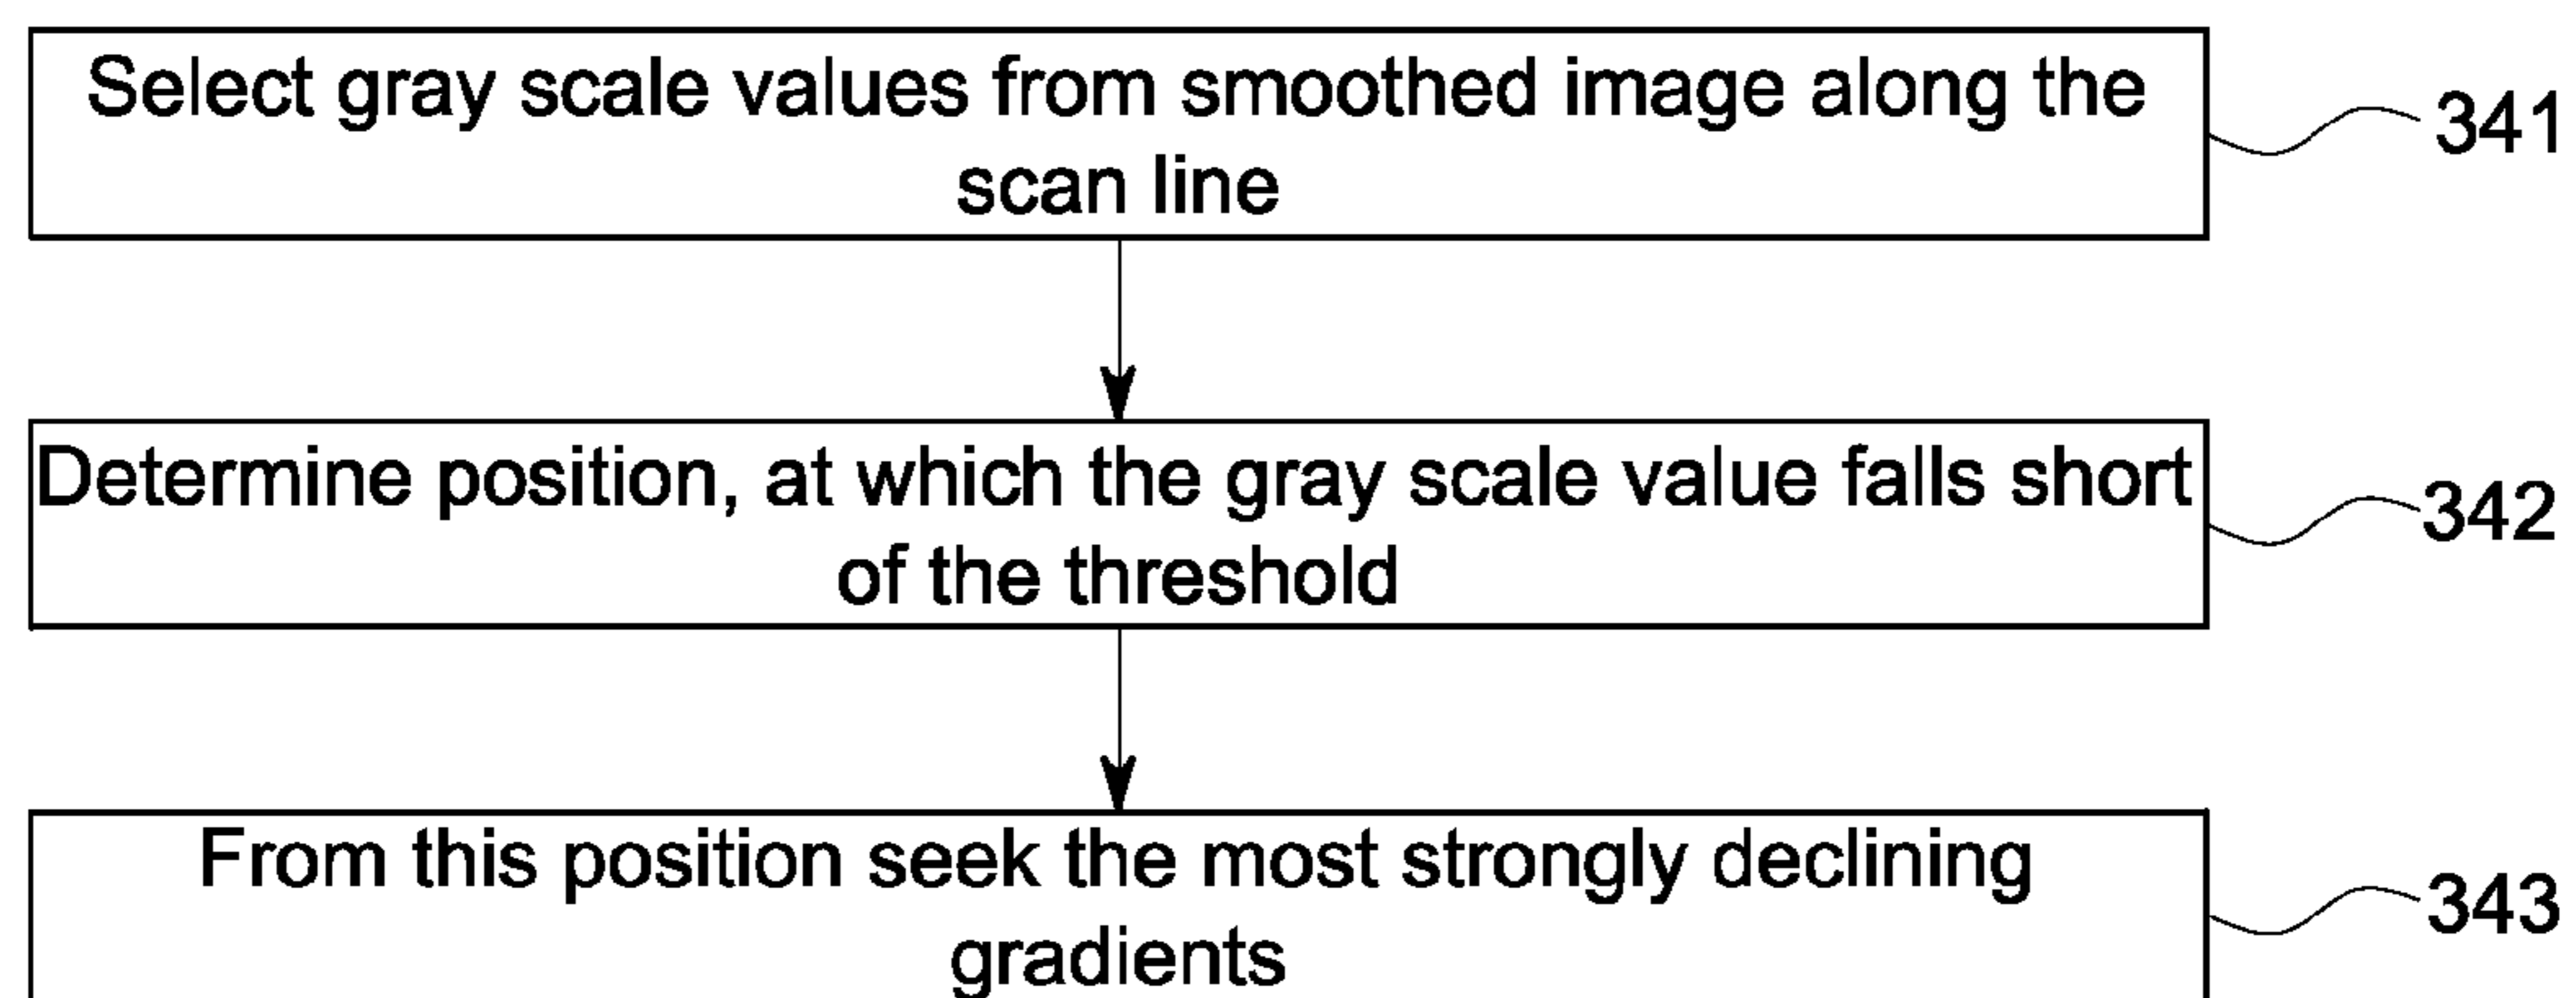 Select gray scale values from smoothed image along the
scan line
341
Determine position, at which the gray scale value falls short
of the threshold
342
From this position seek the most strongly declining
gradients
343